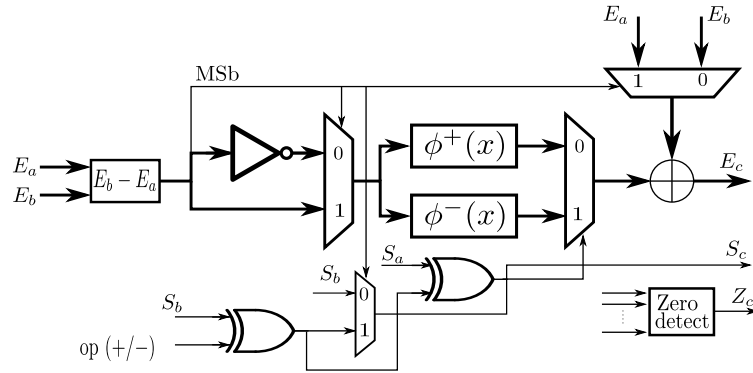 E_a E_b
1 0
MSb
0
1
ϕ^+(x)
ϕ^-(x)
0
1
E_a
E_b
E_b − E_a
E_c
S_b
S_a
S_c
0
1
S_b
op (+/−)
Zero
detect
Z_c